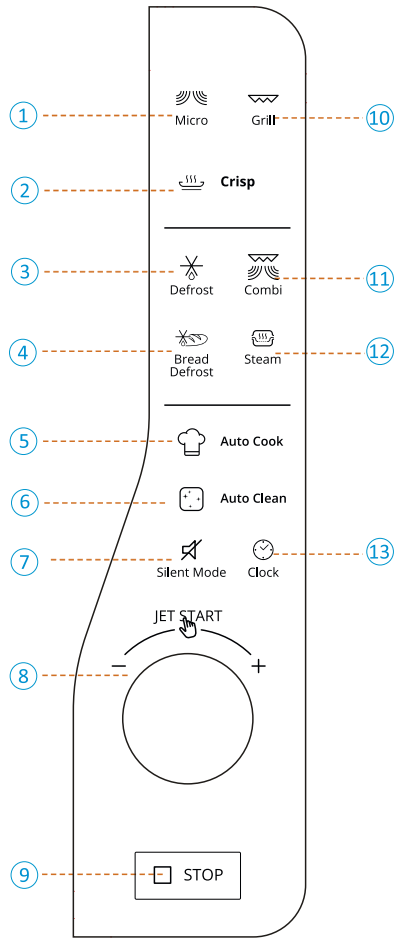 1
Micro
Grill
10
2
Crisp
3
Defrost
Combi
11
4
Bread
Defrost
Steam
12
5
Auto Cook
6
Auto Clean
7
Silent Mode
Clock
13
JET START
− +
8
9
STOP